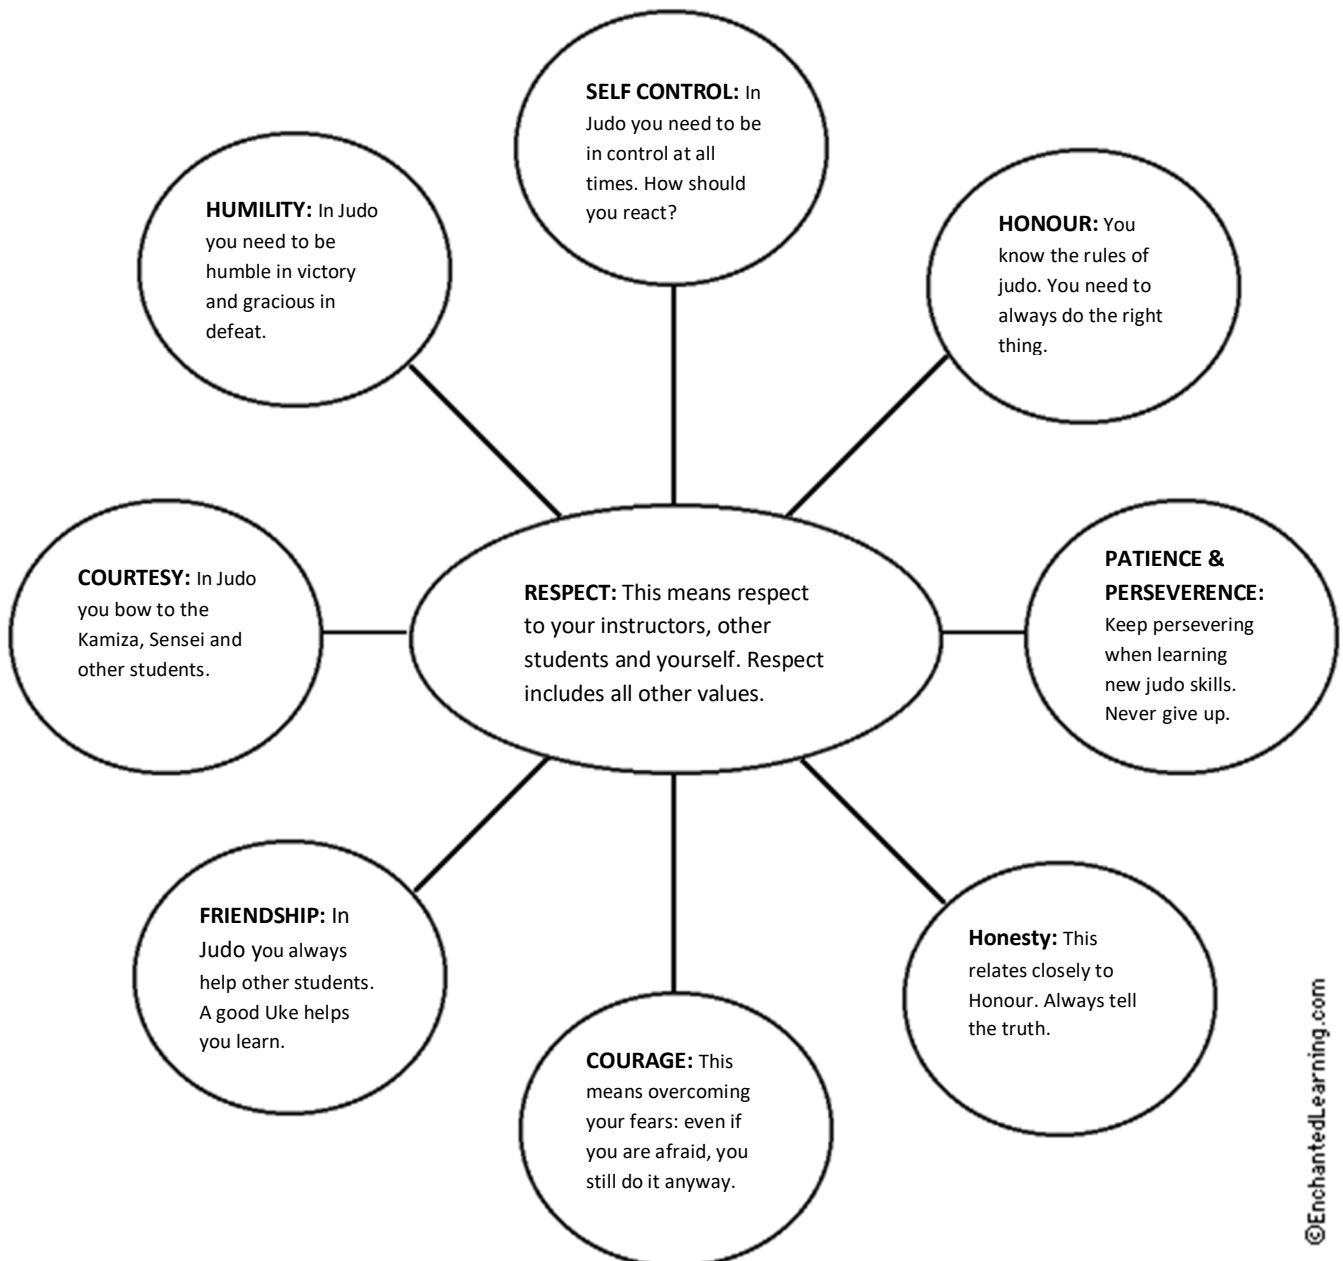 SELF CONTROL: In
Judo you need to be
in control at all
times. How should
you react?
HUMILITY: In Judo
you need to be
humble in victory
and gracious in
defeat.
HONOUR: You
know the rules of
judo. You need to
always do the right
thing.
COURTESY: In Judo
you bow to the
Kamiza, Sensei and
other students.
RESPECT: This means respect
to your instructors, other
students and yourself. Respect
includes all other values.
PATIENCE &
PERSEVERENCE:
Keep persevering
when learning
new judo skills.
Never give up.
FRIENDSHIP: In
Judo you always
help other students.
A good Uke helps
you learn.
COURAGE: This
means overcoming
your fears: even if
you are afraid, you
still do it anyway.
Honesty: This
relates closely to
Honour. Always tell
the truth.
©EnchantedLearning.com